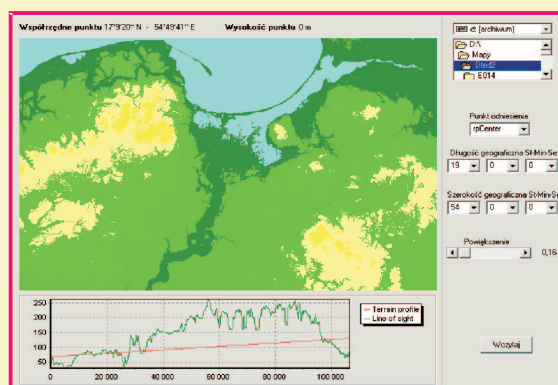 Współrzędne punktu 17°9'20'' N - 54°49'41'' E Wysokość punktu 0 m
d: [archiwum]
D:\
Mapy
Dted2
E014
Punkt odniesienia
rpCenter
Długość geograficzna St-Min-Se
19 0 0
Szerokość geograficzna St-Min-Se
54 0 0
Powiększenie
0,16
Wczytaj
250
200
150
100
50
0 20 000 40 000 60 000 80 000 100 000
Terrain profile
Line of sight